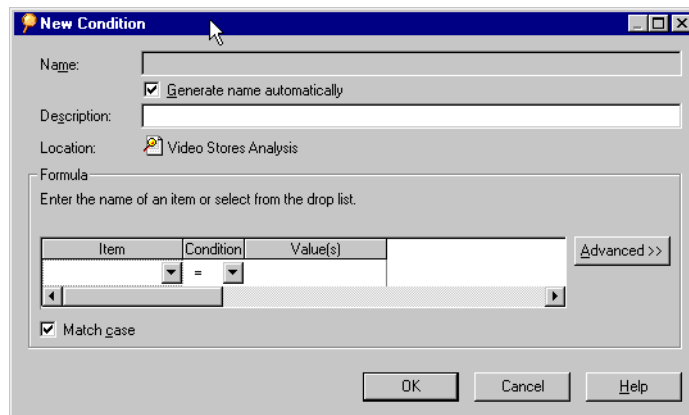 New Condition
Name:
Generate name automatically
Description:
Location: Video Stores Analysis
Formula
Enter the name of an item or select from the drop list.
Item Condition Value(s)
=
Advanced >>
Match case
OK Cancel Help